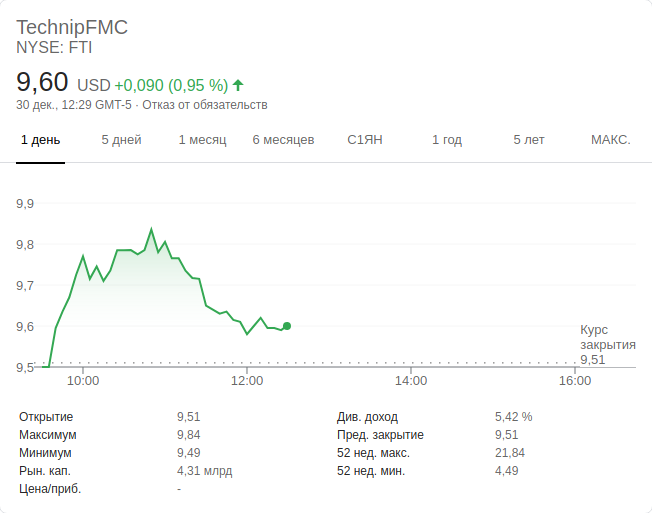 TechnipFMC
NYSE: FTI
9,60 USD +0,090 (0,95 %)
30 дек., 12:29 GMT-5 · Отказ от обязательств
1 день 5 дней 1 месяц 6 месяцев С1ЯН 1 год 5 лет МАКС.
9,9
9,8
9,7
9,6
9,5
Курс
закрытия
9,51
10:00 12:00 14:00 16:00
Открытие 9,51 Див. доход 5,42 %
Максимум 9,84 Пред. закрытие 9,51
Минимум 9,49 52 нед. макс. 21,84
Рын. кап. 4,31 млрд 52 нед. мин. 4,49
Цена/приб. -